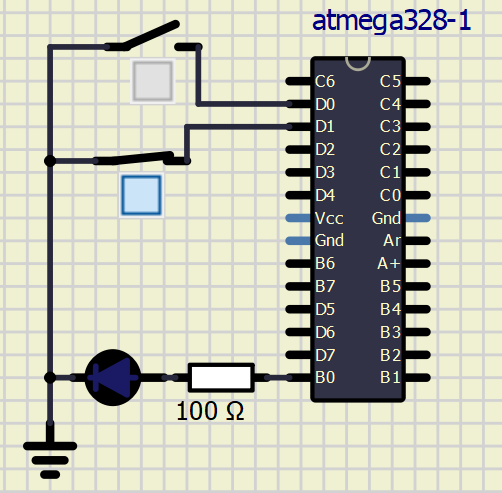 atmega328-1
C6 C5
D0 C4
D1 C3
D2 C2
D3 C1
D4 C0
Vcc Gnd
Gnd Ar
B6 A+
B7 B5
D5 B4
D6 B3
D7 B2
B0 B1
100 Ω